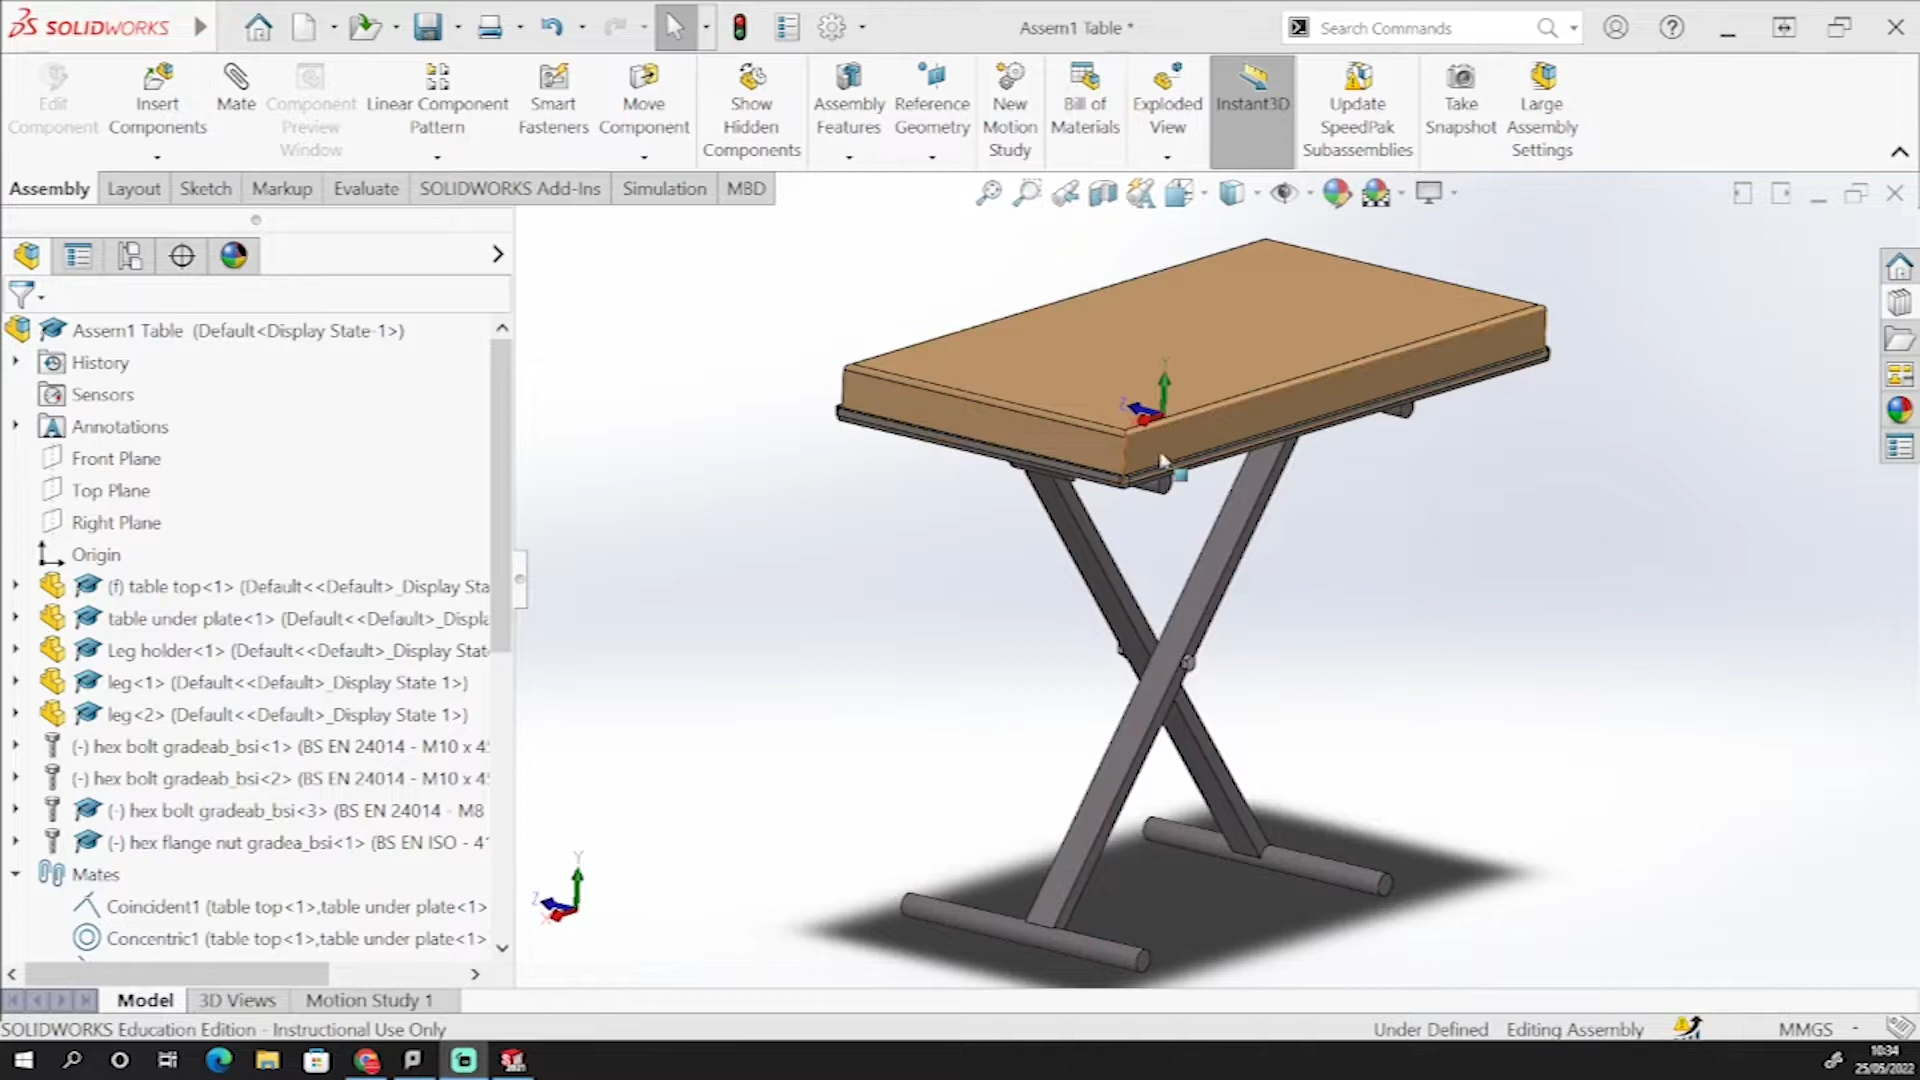 SOLIDWORKS
Assem1 Table *
Search Commands
Edit Component
Insert Components
Mate
Component Preview Window
Linear Component Pattern
Smart Fasteners
Move Component
Show Hidden Components
Assembly Features
Reference Geometry
New Motion Study
Bill of Materials
Exploded View
Instant3D
Update SpeedPak Subassemblies
Take Snapshot
Large Assembly Settings
Assembly
Layout
Sketch
Markup
Evaluate
SOLIDWORKS Add-Ins
Simulation
MBD
Assem1 Table (Default<Display State-1>)
History
Sensors
Annotations
Front Plane
Top Plane
Right Plane
Origin
(f) table top<1> (Default<<Default>_Display Sta
table under plate<1> (Default<<Default>_Displa
Leg holder<1> (Default<<Default>_Display Stat
leg<1> (Default<<Default>_Display State 1>)
leg<2> (Default<<Default>_Display State 1>)
(-) hex bolt gradeab_bsi<1> (BS EN 24014 - M10 x 4
(-) hex bolt gradeab_bsi<2> (BS EN 24014 - M10 x 4
(-) hex bolt gradeab_bsi<3> (BS EN 24014 - M8
(-) hex flange nut gradea_bsi<1> (BS EN ISO - 4
Mates
Coincident1 (table top<1>,table under plate<1>
Concentric1 (table top<1>,table under plate<1>
Y
Z
Y
Z
X
Model
3D Views
Motion Study 1
SOLIDWORKS Education Edition - Instructional Use Only
Under Defined
Editing Assembly
MMGS
10:34
25/05/2022